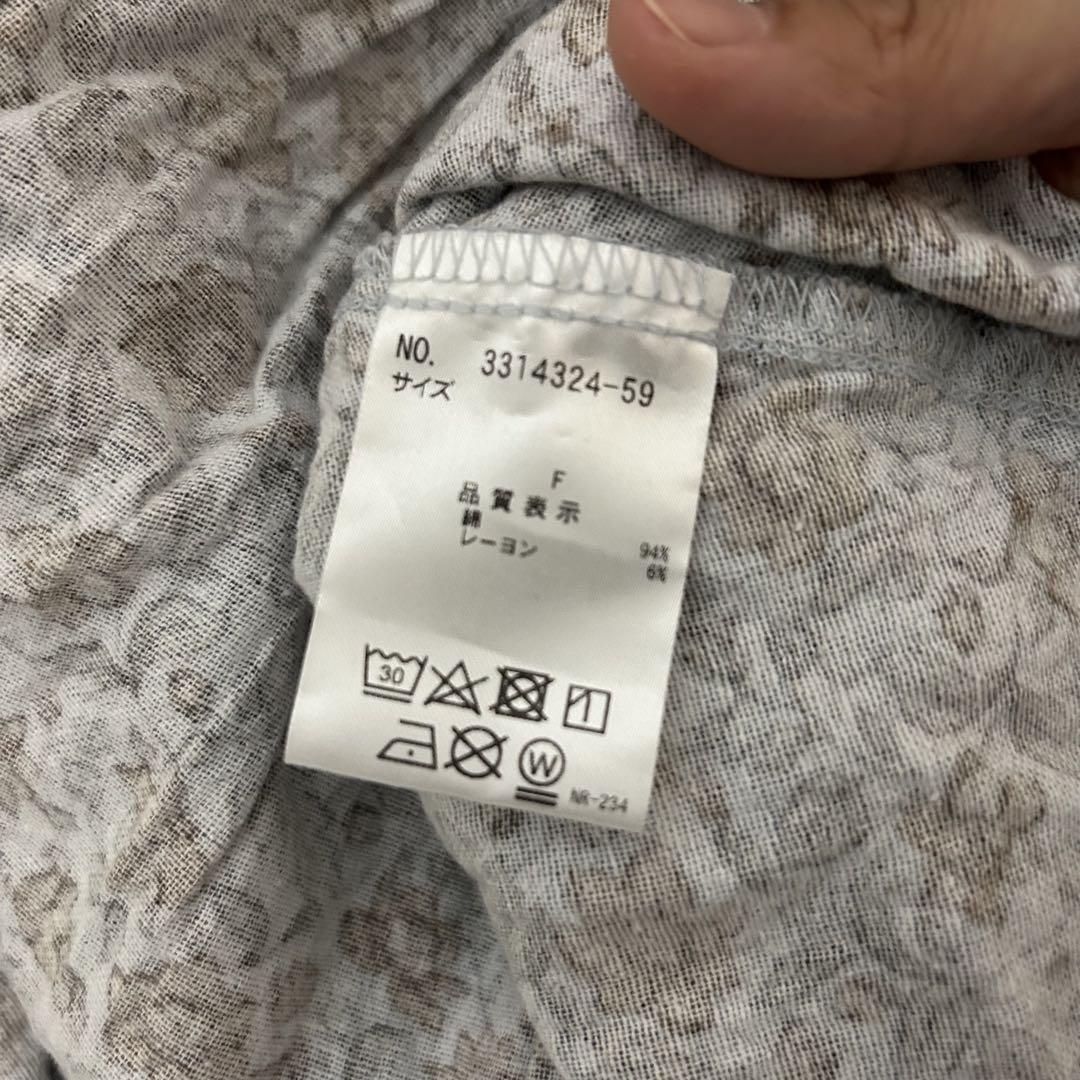 NO. 3314324-59
サイズ
F
品質表示
綿 94%
レーヨン 6%
30
W
NR-234